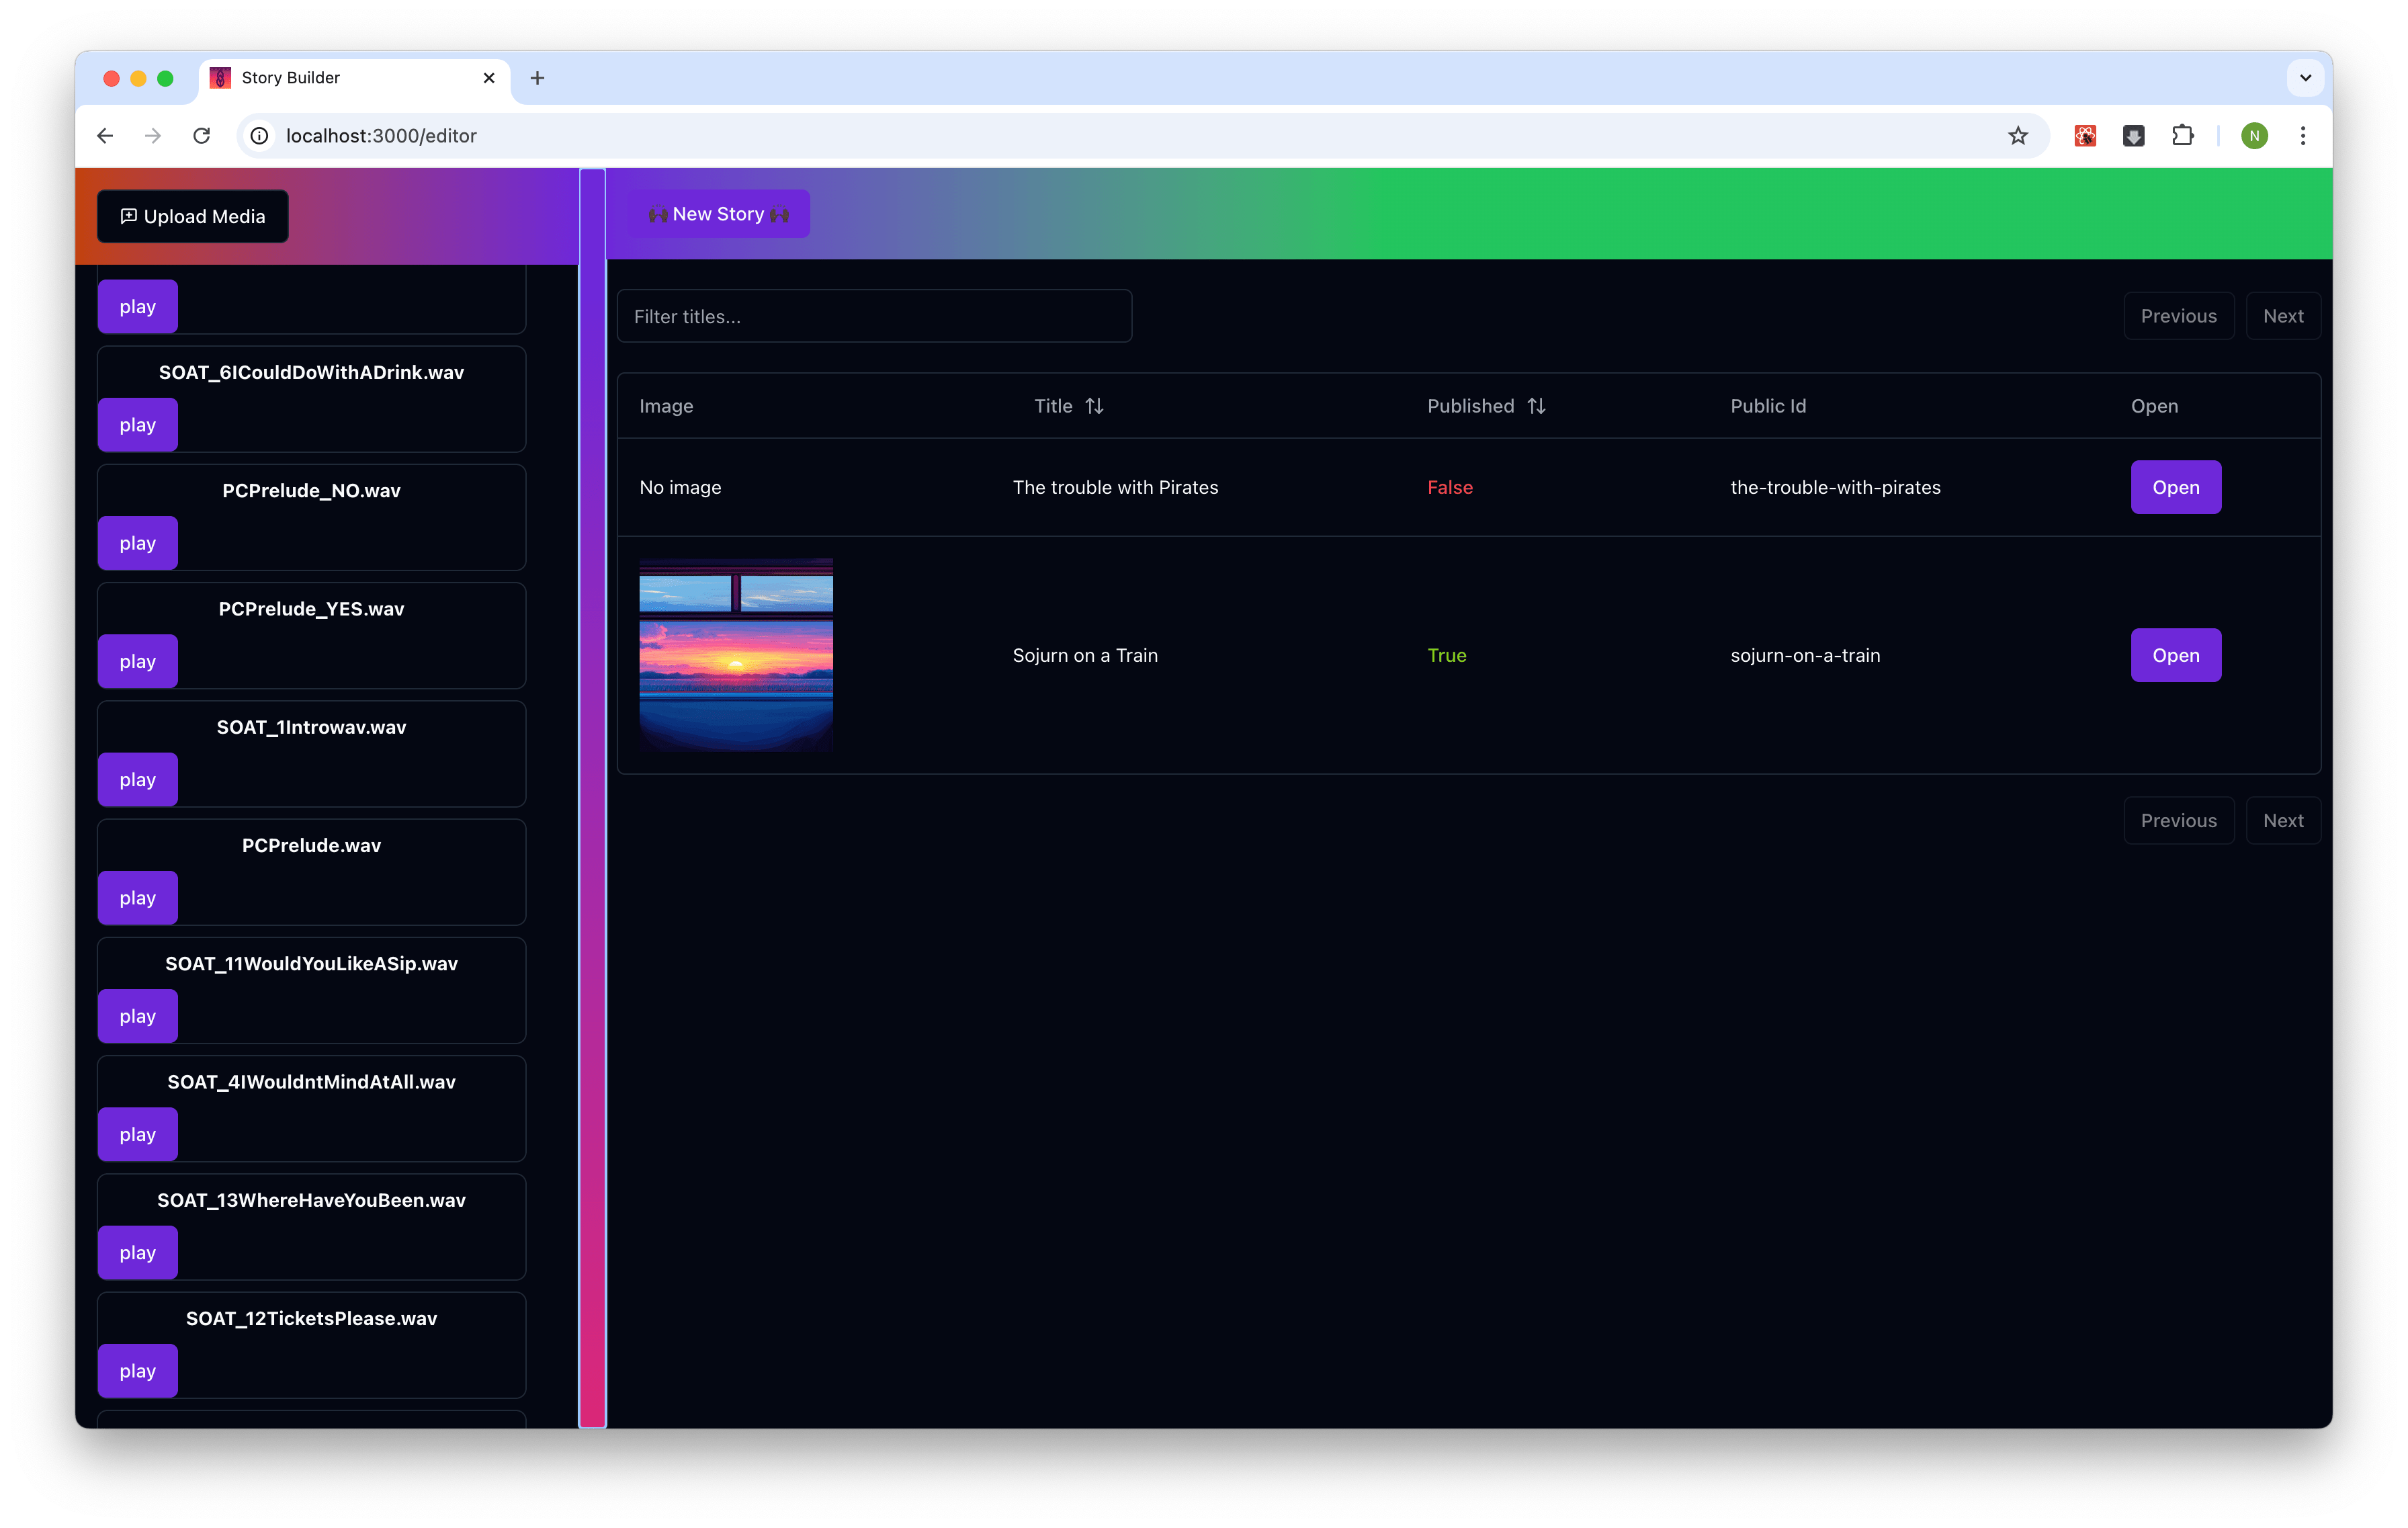 Story Builder
localhost:3000/editor
N
Upload Media
New Story
play
SOAT_6ICouldDoWithADrink.wav
play
PCPrelude_NO.wav
play
PCPrelude_YES.wav
play
SOAT_1Introwav.wav
play
PCPrelude.wav
play
SOAT_11WouldYouLikeASip.wav
play
SOAT_4IWouldntMindAtAll.wav
play
SOAT_13WhereHaveYouBeen.wav
play
SOAT_12TicketsPlease.wav
play
Filter titles...
Previous Next
Image Title Published Public Id Open
No image The trouble with Pirates False the-trouble-with-pirates Open
Sojurn on a Train True sojurn-on-a-train Open
Previous Next